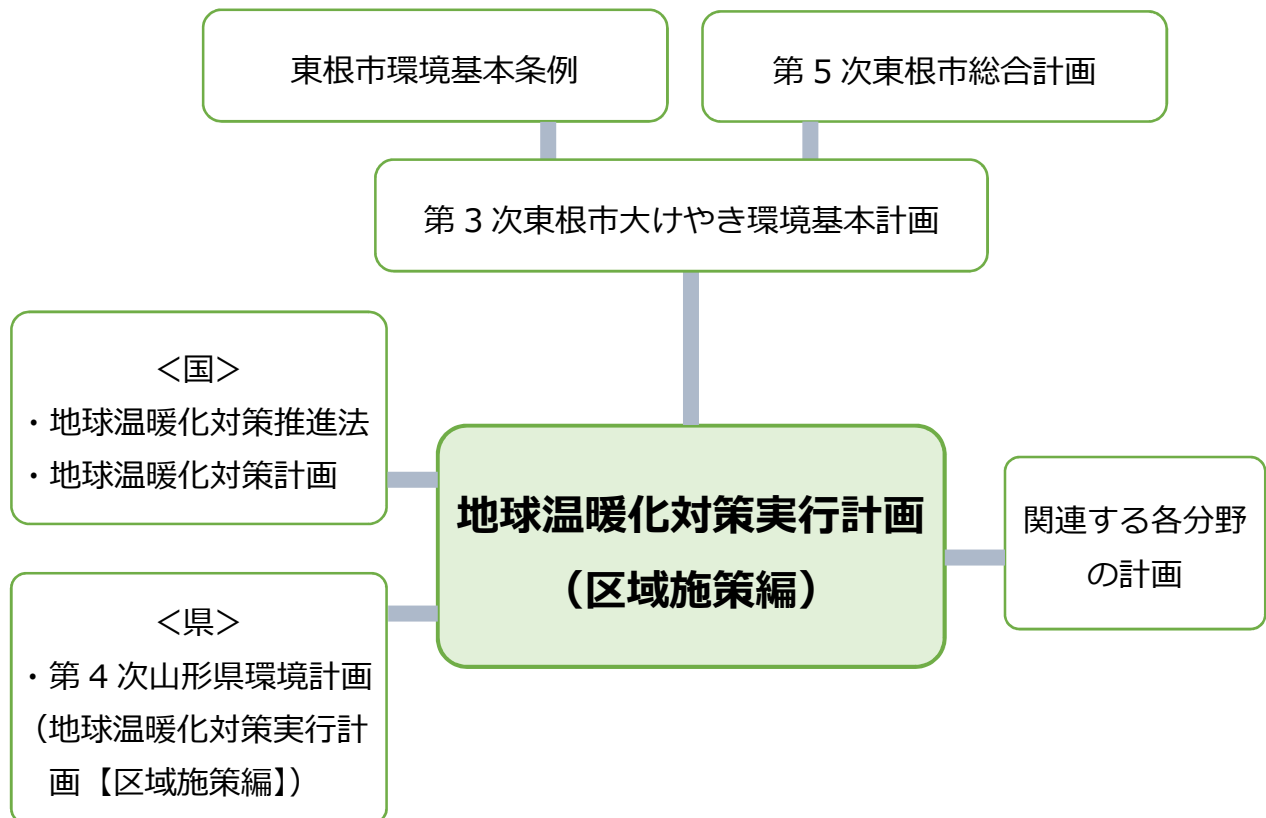 東根市環境基本条例
第5次東根市総合計画
第3次東根市大けやき環境基本計画
<国>
・地球温暖化対策推進法
・地球温暖化対策計画
地球温暖化対策実行計画
（区域施策編）
関連する各分野
の計画
<県>
・第4次山形県環境計画
（地球温暖化対策実行計
画【区域施策編】）